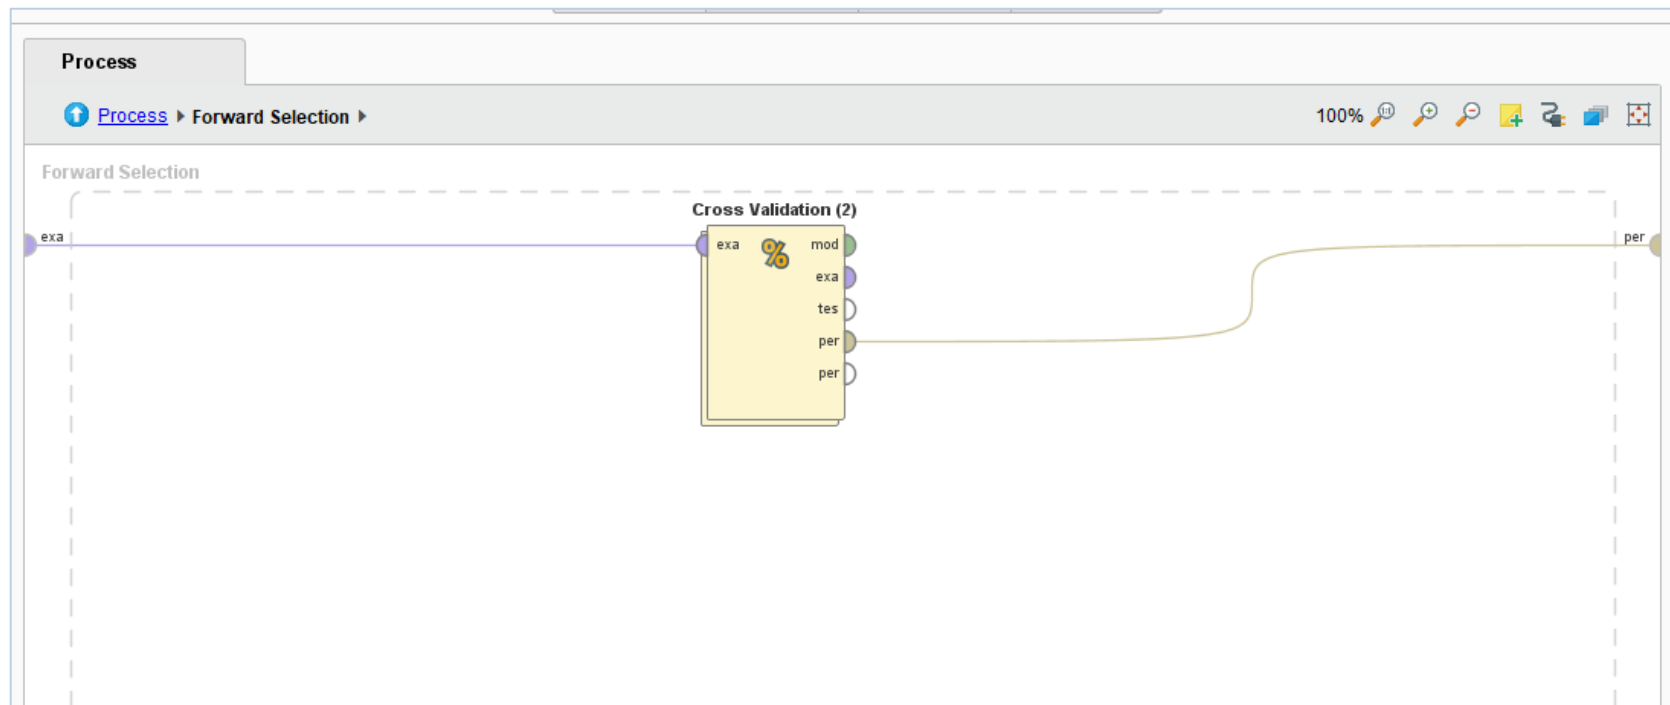 Process
Process Forward Selection
100%
Forward Selection
Cross Validation (2)
exa
exa
mod
exa
tes
per
per
per